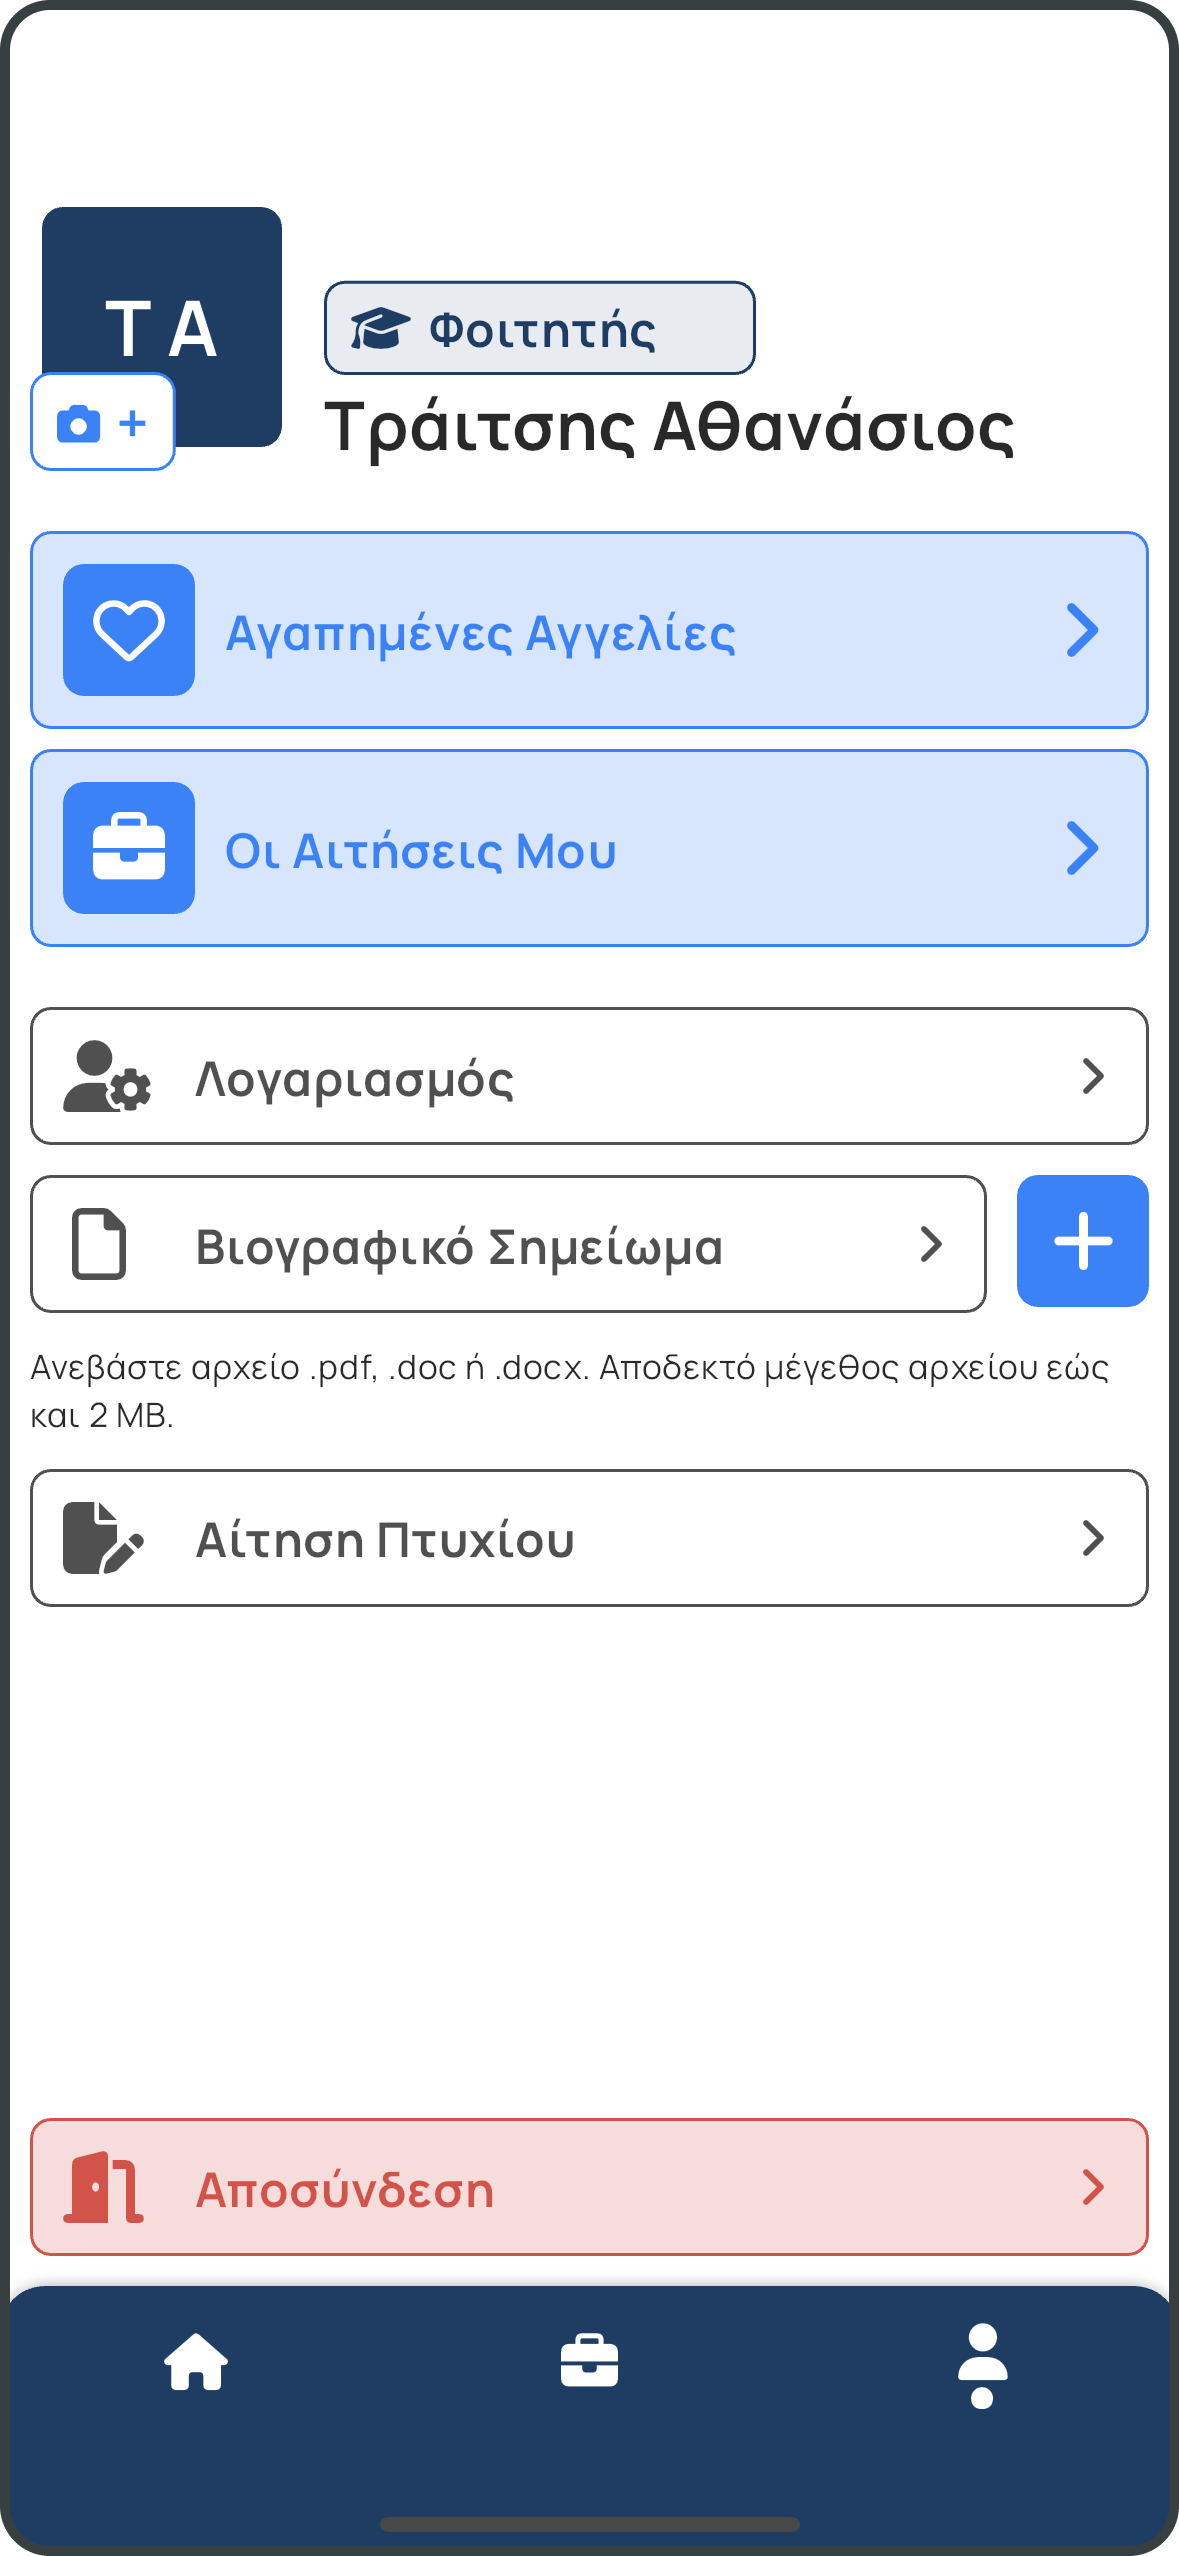 Τ Α
Φοιτητής
Τράιτσης Αθανάσιος
Αγαπημένες Αγγελίες
Οι Αιτήσεις Μου
Λογαριασμός
Βιογραφικό Σημείωμα
Ανεβάστε αρχείο .pdf, .doc ή .docx. Αποδεκτό μέγεθος αρχείου εώς
και 2 MB.
Αίτηση Πτυχίου
Αποσύνδεση